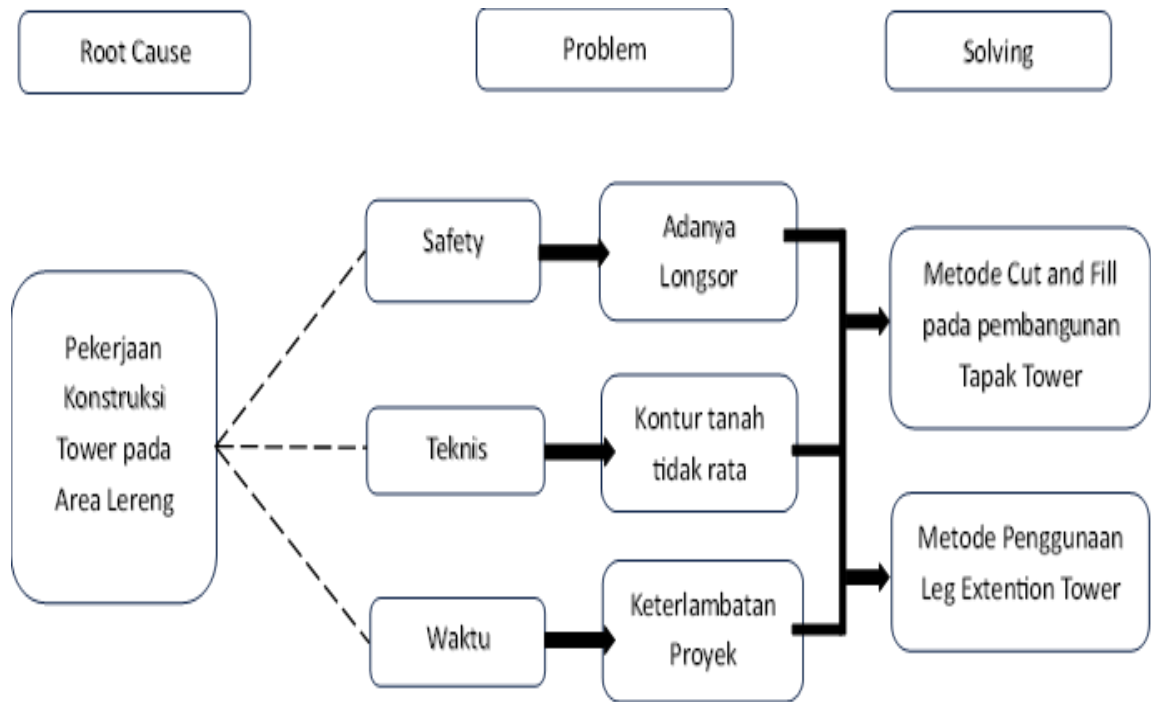 Root Cause
Problem
Solving
Pekerjaan
Konstruksi
Tower pada
Area Lereng
Safety
Adanya
Longsor
Teknis
Kontur tanah
tidak rata
Waktu
Keterlambatan
Proyek
Metode Cut and Fill
pada pembangunan
Tapak Tower
Metode Penggunaan
Leg Extention Tower